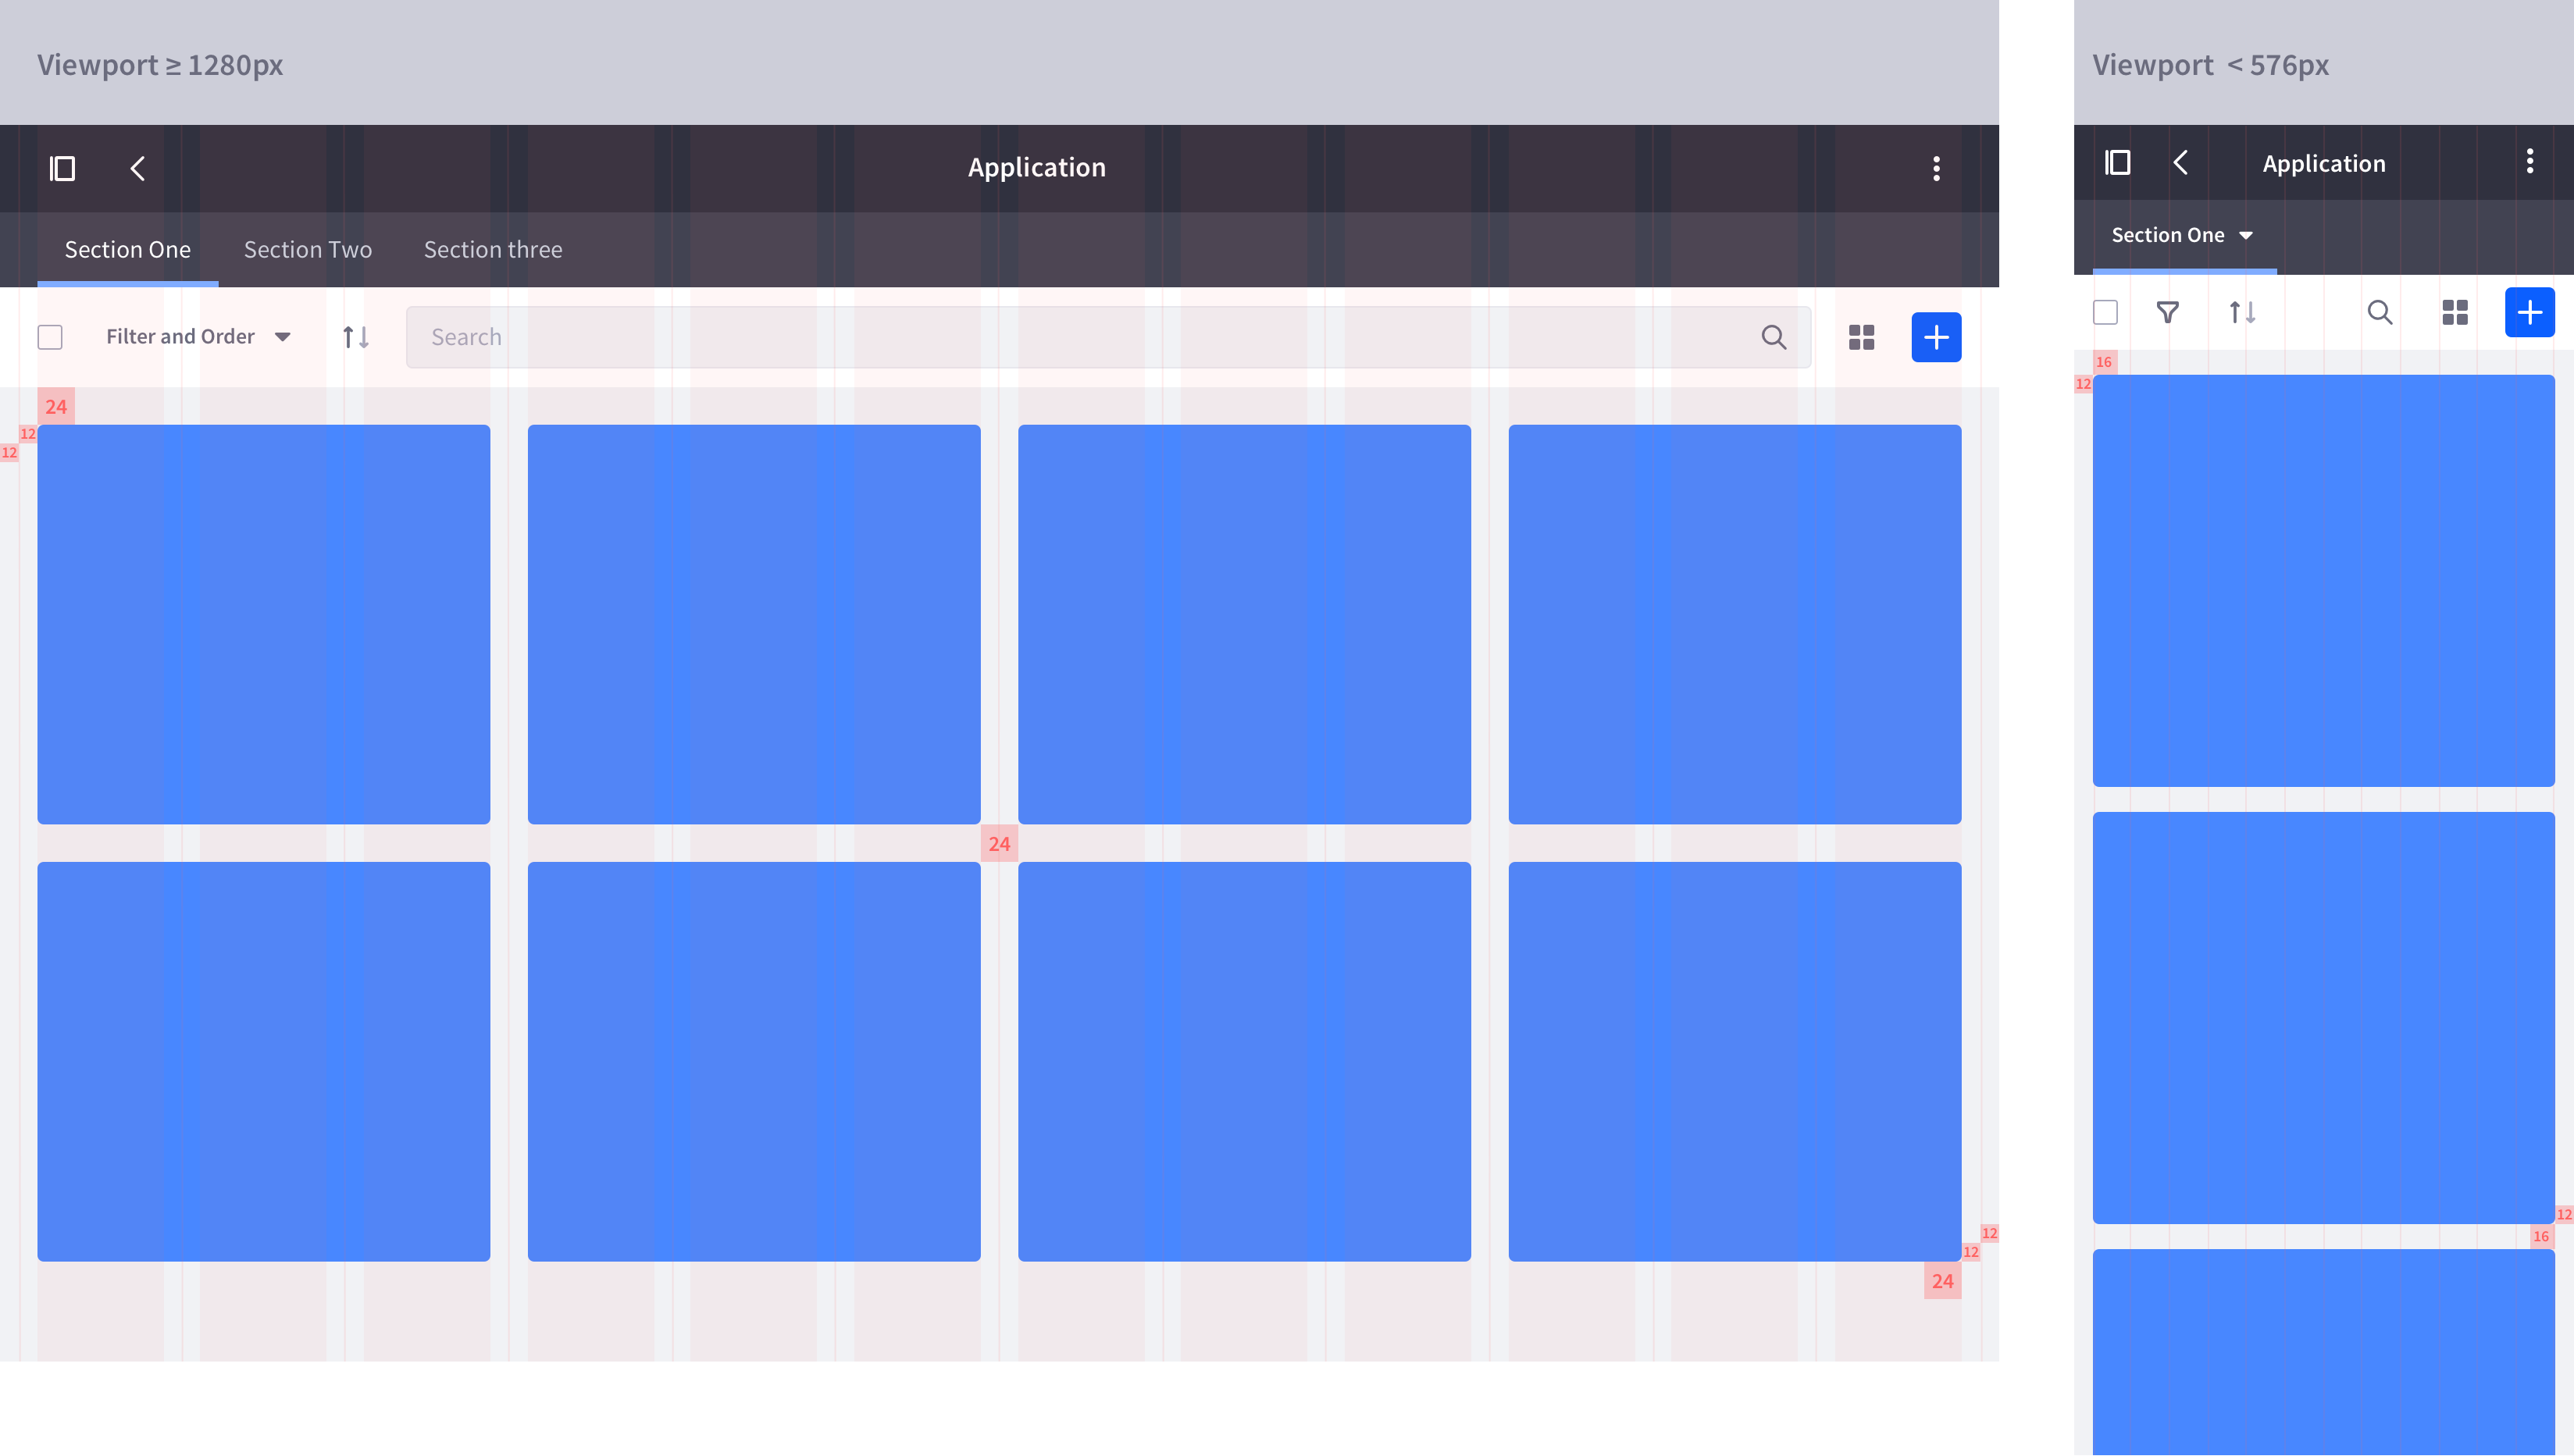 Viewport ≥ 1280px
Application
Section One
Section Two
Section three
Filter and Order
Search
24
12
12
24
12
12
24
Viewport < 576px
Application
Section One
16
12
12
16